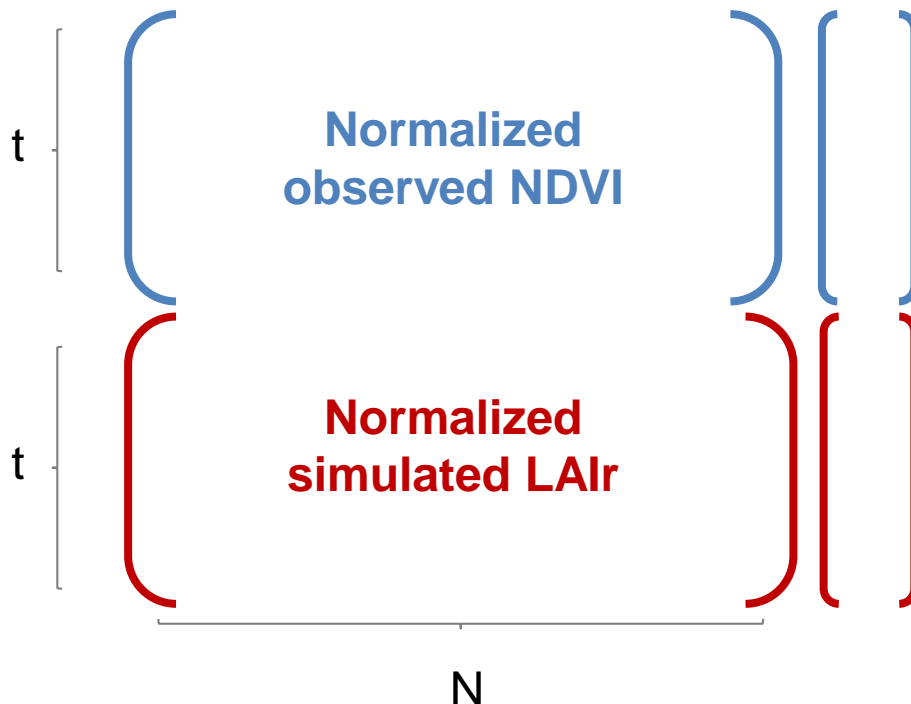 t
Normalized
observed NDVI
t
Normalized
simulated LAIr
N